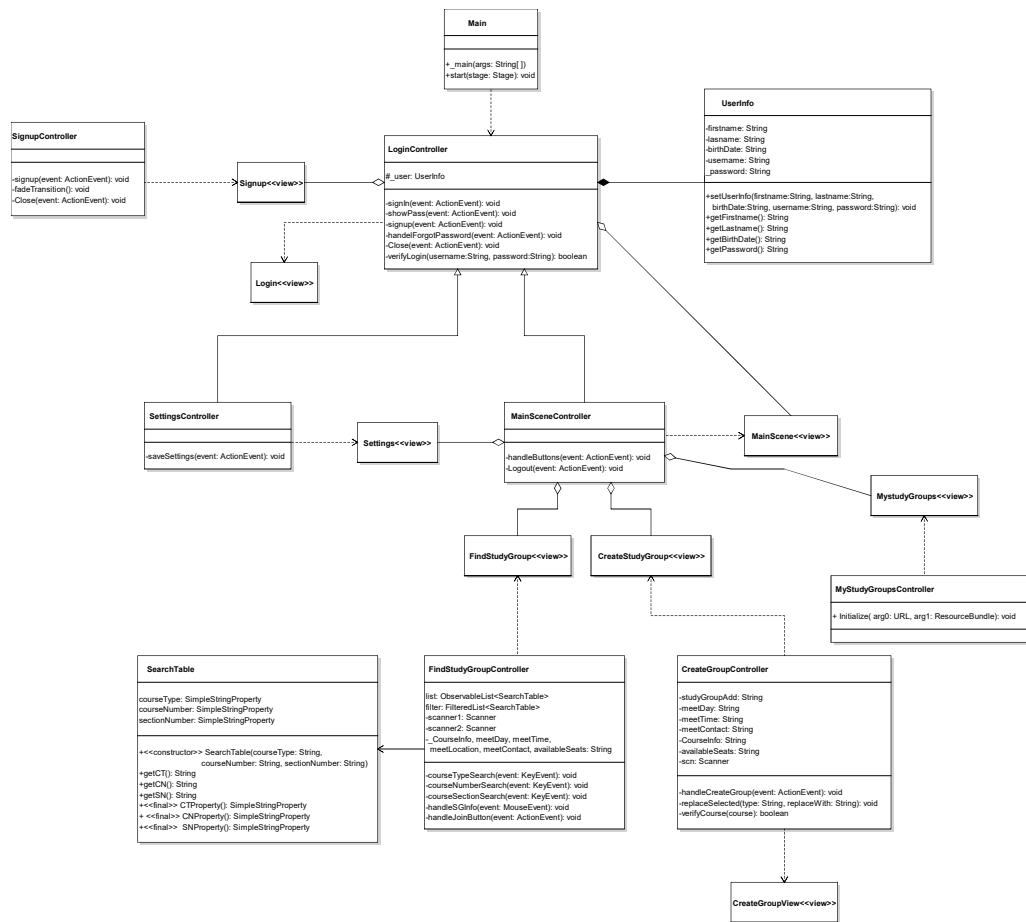 Main
+_main(args: String[ ])
+start(stage: Stage): void
UserInfo
-firstname: String
-lasname: String
-birthDate: String
-username: String
_password: String
+setUserInfo(firstname:String, lastname:String,
birthDate:String, username:String, password:String): void
+getFirstname(): String
+getLastname(): String
+getBirthDate(): String
+getPassword(): String
SignupController
-signup(event: ActionEvent): void
-fadeTransition(): void
-Close(event: ActionEvent): void
Signup<<view>>
LoginController
#_user: UserInfo
-signIn(event: ActionEvent): void
-showPass(event: ActionEvent): void
-signup(event: ActionEvent): void
-handelForgotPassword(event: ActionEvent): void
-Close(event: ActionEvent): void
-verifyLogin(username:String, password:String): boolean
Login<<view>>
SettingsController
-saveSettings(event: ActionEvent): void
Settings<<view>>
MainSceneController
-handleButtons(event: ActionEvent): void
-Logout(event: ActionEvent): void
MainScene<<view>>
MystudyGroups<<view>>
FindStudyGroup<<view>>
CreateStudyGroup<<view>>
MyStudyGroupsController
+ Initialize( arg0: URL, arg1: ResourceBundle): void
SearchTable
courseType: SimpleStringProperty
courseNumber: SimpleStringProperty
sectionNumber: SimpleStringProperty
+<<constructor>> SearchTable(courseType: String,
courseNumber: String, sectionNumber: String)
+getCT(): String
+getCN(): String
+getSN(): String
+<<final>> CTProperty(): SimpleStringProperty
+ <<final>> CNProperty(): SimpleStringProperty
+<<final>> SNProperty(): SimpleStringProperty
FindStudyGroupController
list: ObservableList<SearchTable>
filter: FilteredList<SearchTable>
-scanner1: Scanner
-scanner2: Scanner
-_CourseInfo, meetDay, meetTime,
meetLocation, meetContact, availableSeats: String
-courseTypeSearch(event: KeyEvent): void
-courseNumberSearch(event: KeyEvent): void
-courseSectionSearch(event: KeyEvent): void
-handleSGInfo(event: MouseEvent): void
-handleJoinButton(event: ActionEvent): void
CreateGroupController
-studyGroupAdd: String
-meetDay: String
-meetTime: String
-meetContact: String
-CourseInfo: String
-availableSeats: String
-scn: Scanner
-handleCreateGroup(event: ActionEvent): void
-replaceSelected(type: String, replaceWith: String): void
-verifyCourse(course): boolean
CreateGroupView<<view>>